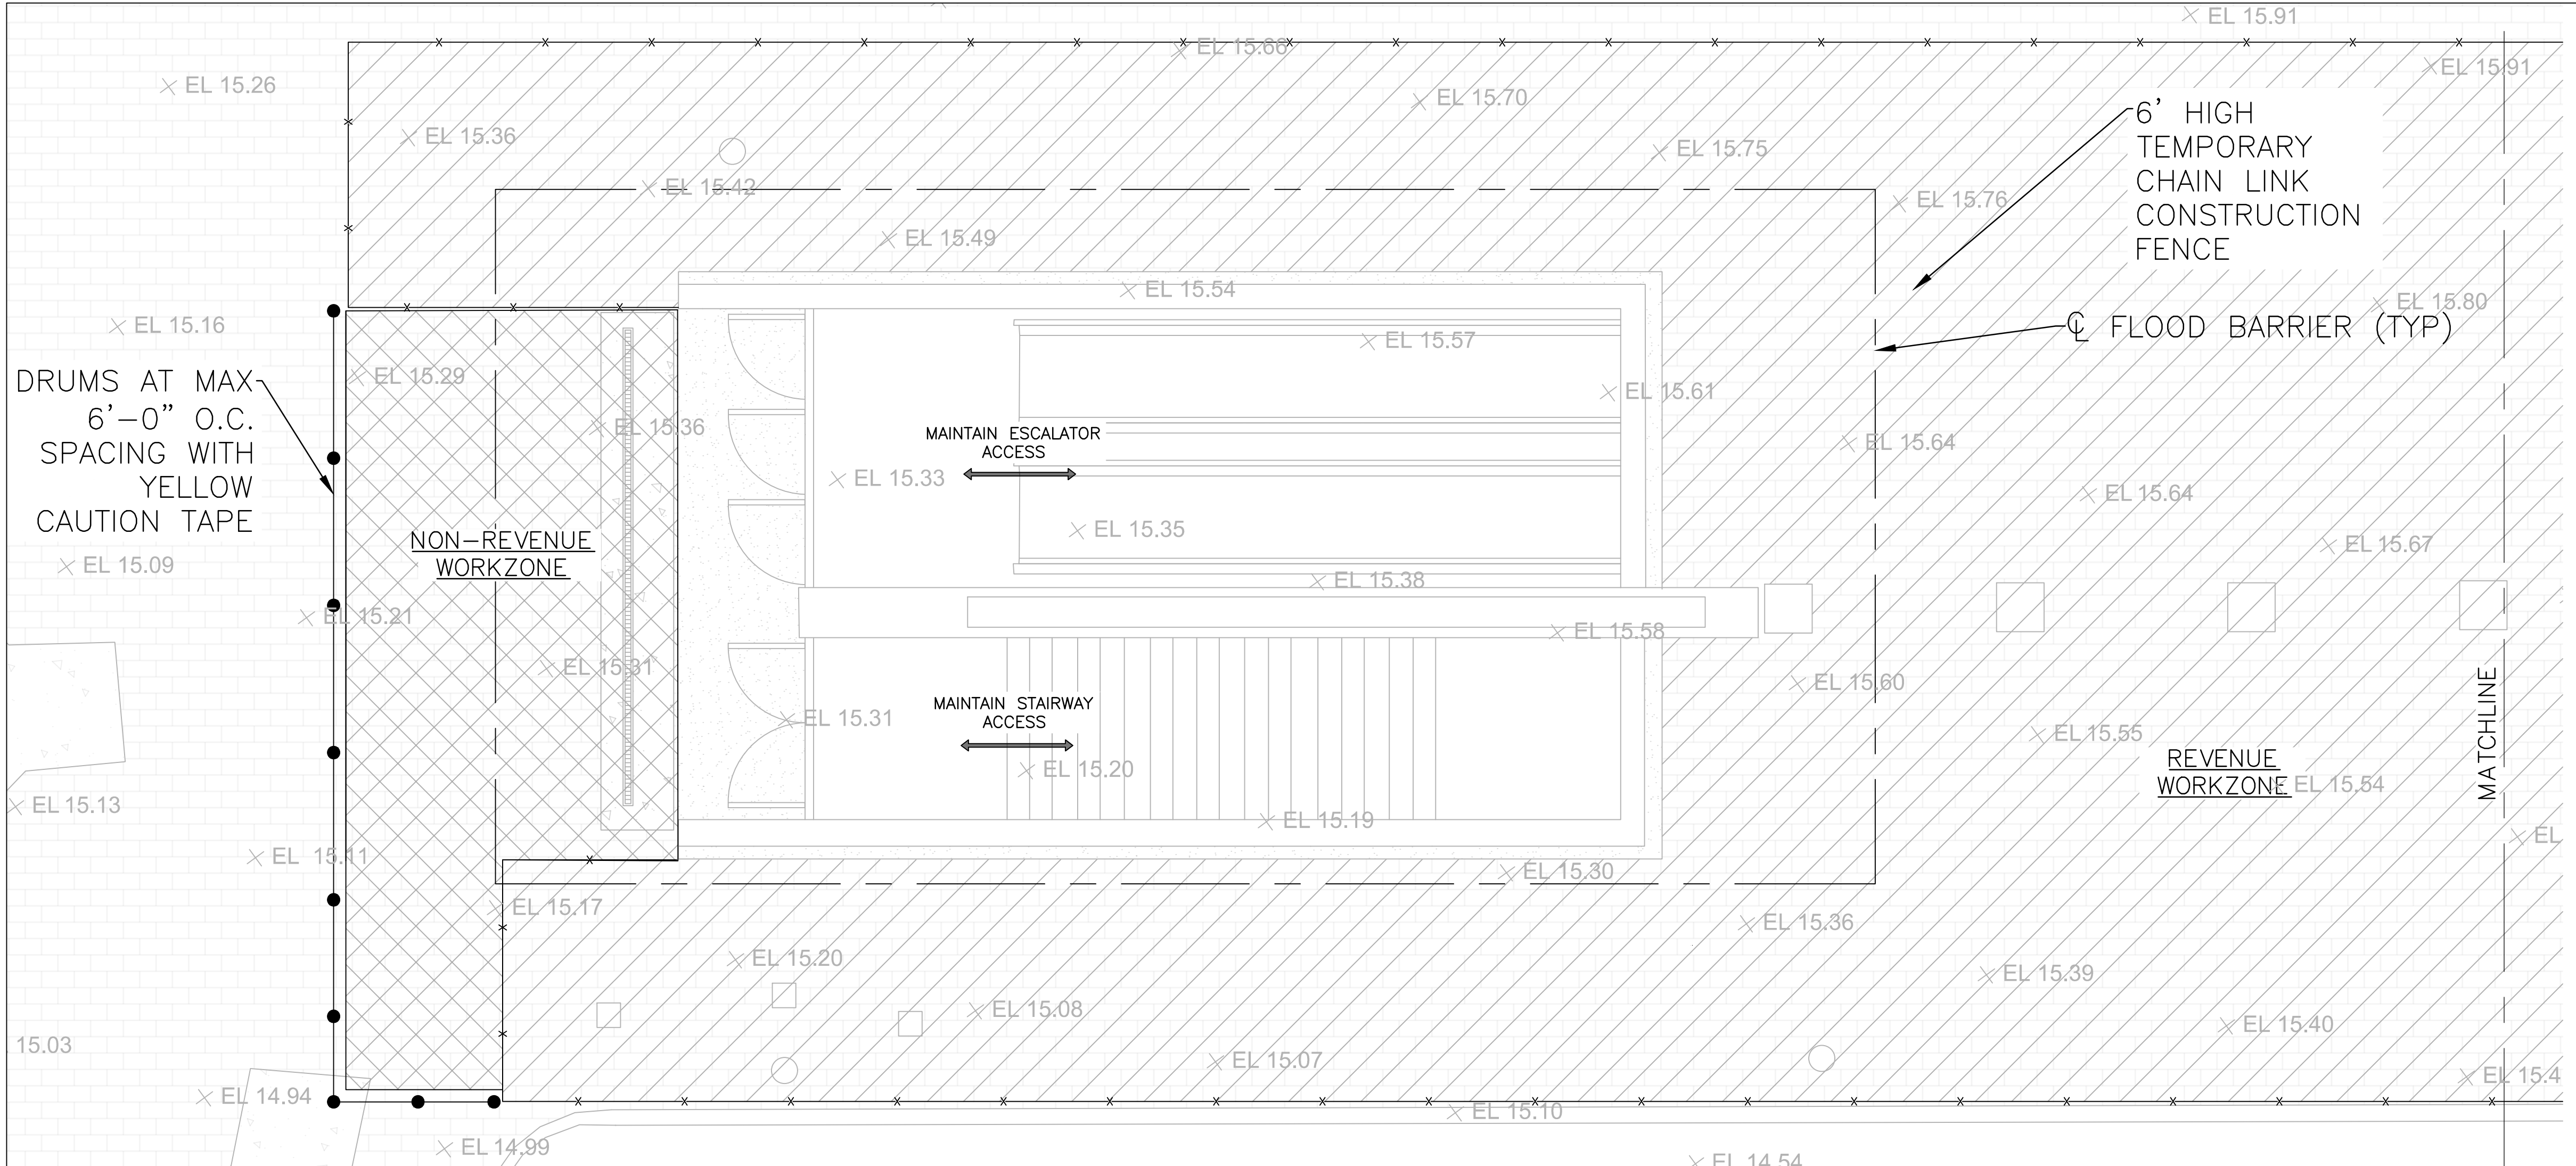 EL 15.91
EL 15.66
EL 15.91
EL 15.26
EL 15.70
6' HIGH
TEMPORARY
CHAIN LINK
CONSTRUCTION
FENCE
EL 15.36
EL 15.75
EL 15.42
EL 15.76
EL 15.49
EL 15.54
EL 15.80
EL 15.16
℄ FLOOD BARRIER (TYP)
EL 15.57
DRUMS AT MAX
6'-0" O.C.
SPACING WITH
YELLOW
CAUTION TAPE
EL 15.29
EL 15.61
EL 15.36
MAINTAIN ESCALATOR
ACCESS
EL 15.64
EL 15.33
EL 15.64
EL 15.35
NON-REVENUE
WORKZONE
EL 15.67
EL 15.09
EL 15.38
EL 15.21
EL 15.58
EL 15.31
EL 15.60
MAINTAIN STAIRWAY
ACCESS
EL 15.31
EL 15.55
MATCHLINE
REVENUE
WORKZONE
EL 15.20
EL 15.54
EL 15.13
EL 15.19
EL
EL 15.11
EL 15.30
EL 15.17
EL 15.36
EL 15.20
EL 15.39
EL 15.08
EL 15.40
15.03
EL 15.07
EL 15.4
EL 14.94
EL 15.10
EL 14.99
EL 14.54